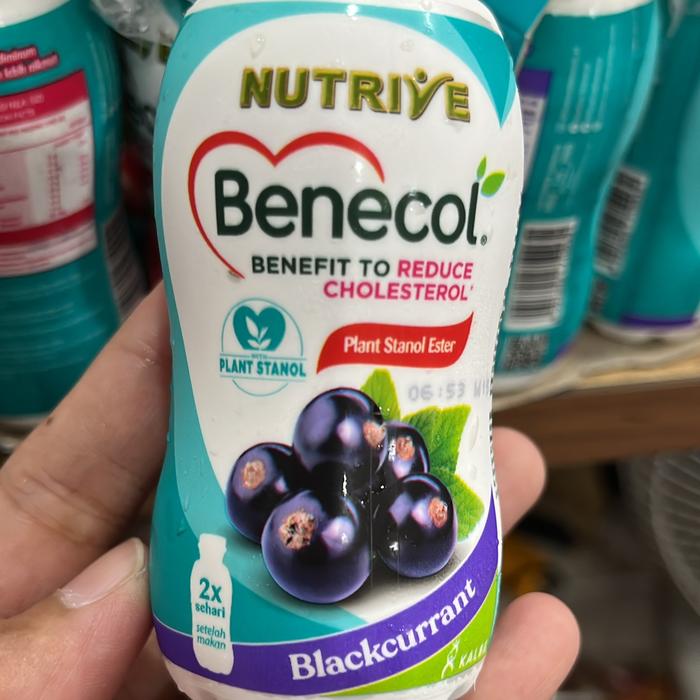 NUTRIVE
Benecol®
BENEFIT TO REDUCE
CHOLESTEROL*
WITH
PLANT STANOL
Plant Stanol Ester
06:53
2x
sehari
setelah
makan
Blackcurrant